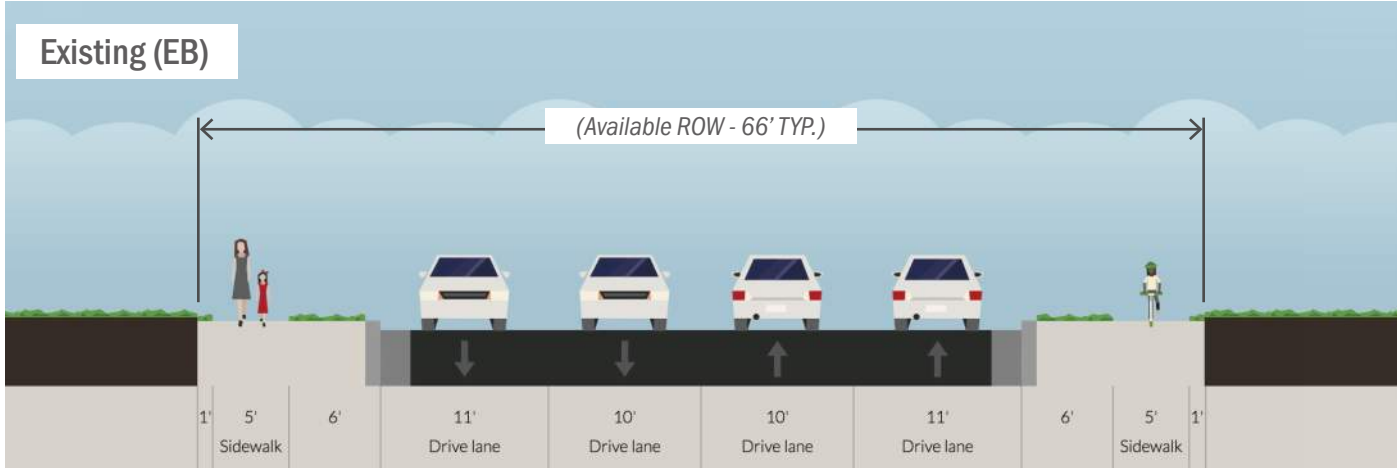 Existing (EB)
(Available ROW - 66' TYP.)
1' 5' 6' 11' 10' 10' 11' 6' 5' 1'
Sidewalk Drive lane Drive lane Drive lane Drive lane Sidewalk